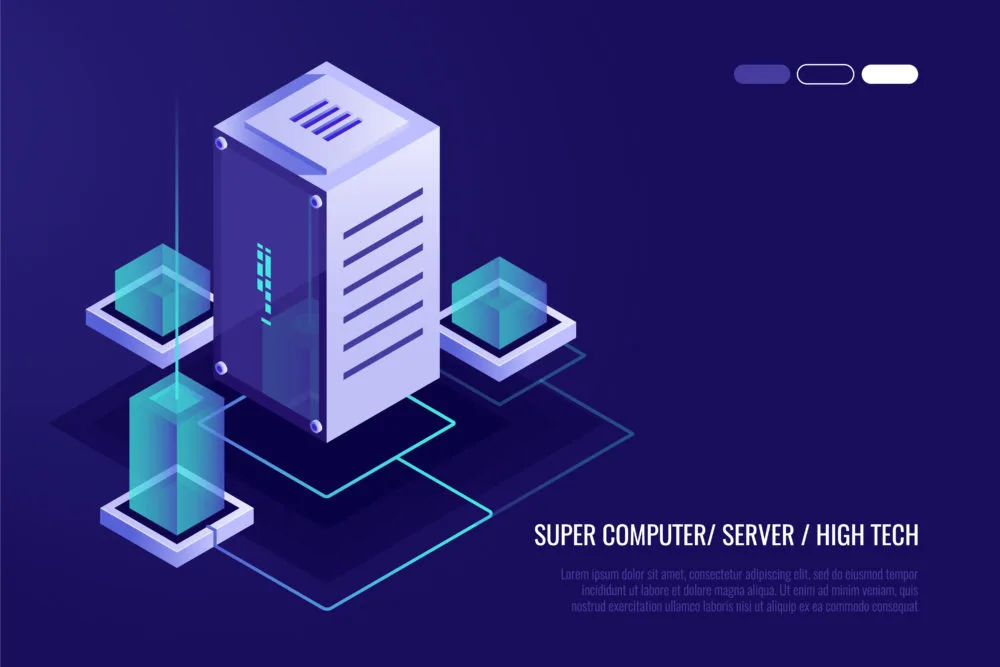 SUPER COMPUTER/ SERVER / HIGH TECH
Lorem ipsum dolor sit amet, consectetur adipiscing elit, sed do eiusmod tempor
incididunt ut labore et dolore magna aliqua. Ut enim ad minim veniam, quis
nostrud exercitation ullamco laboris nisi ut aliquip ex ea commodo consequat